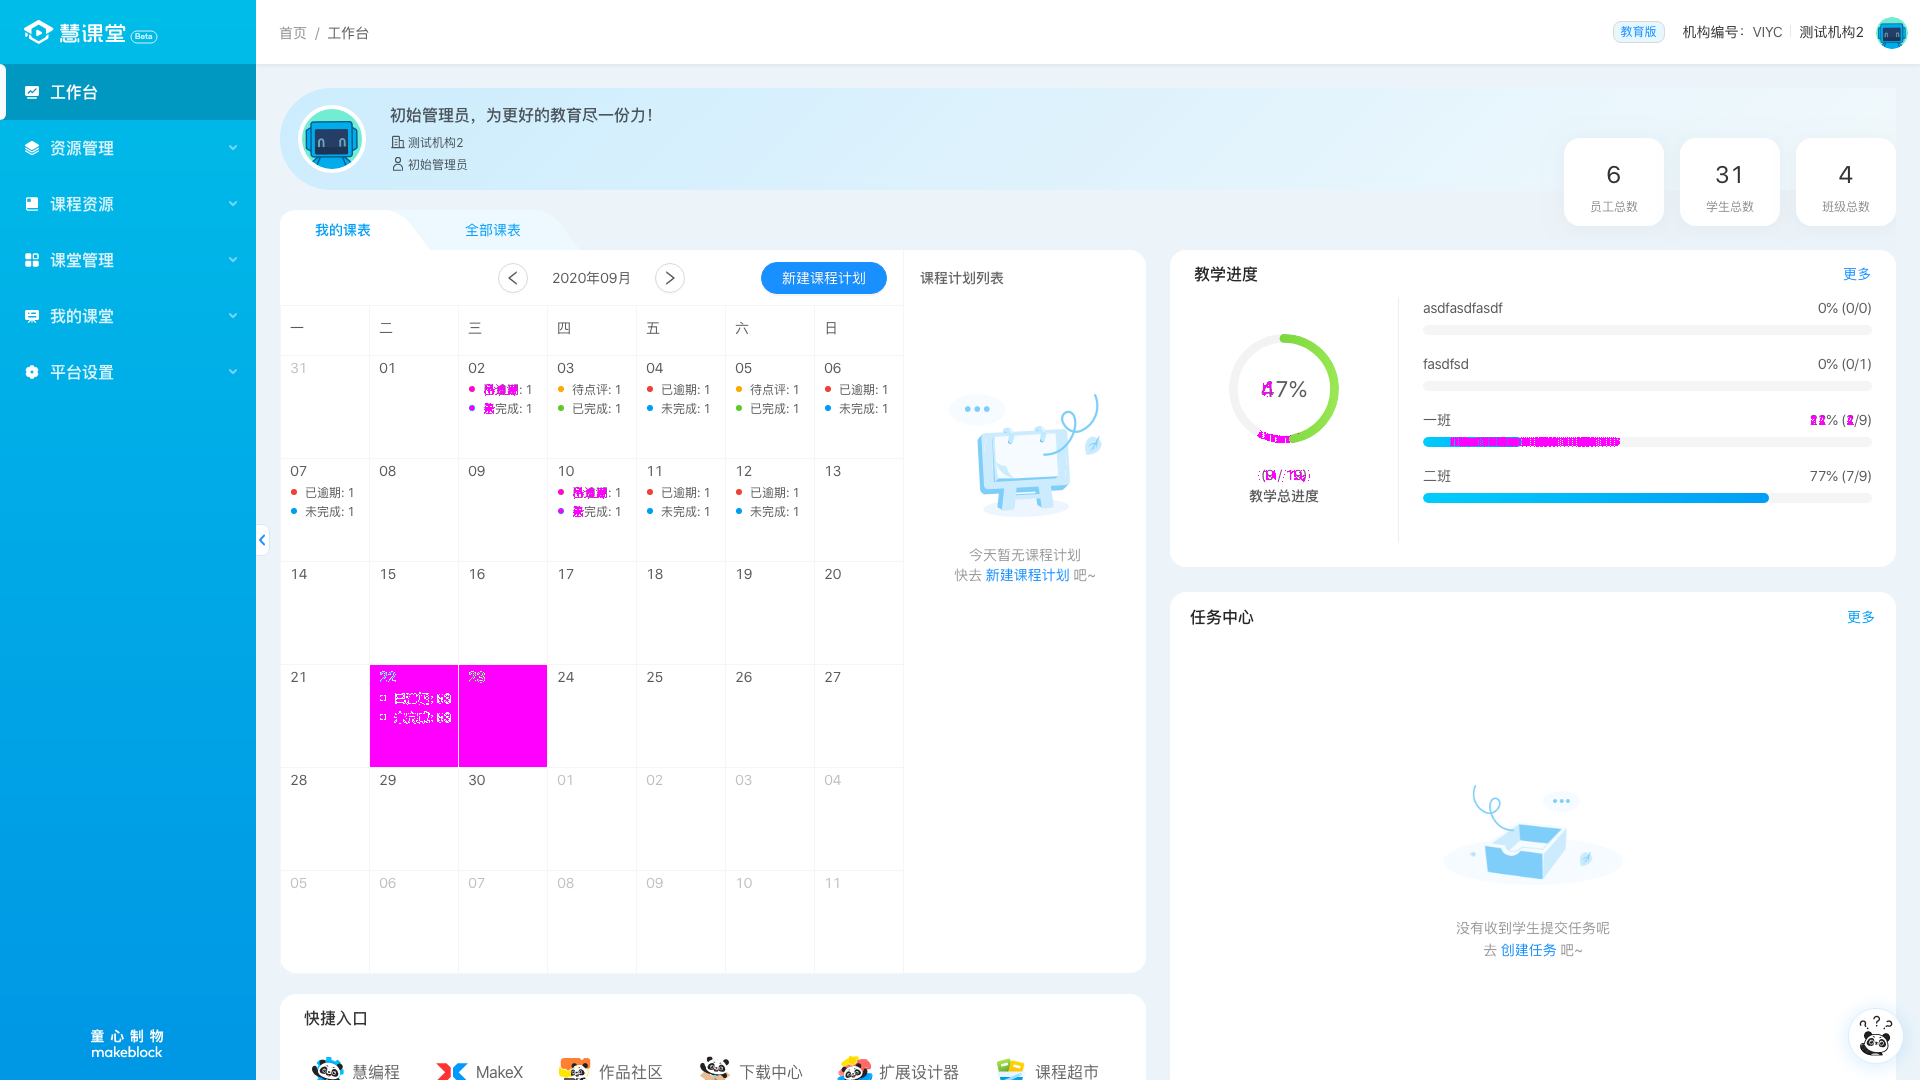 慧课堂 Beta
首页 / 工作台
教育版
机构编号：VIYC
测试机构2
工作台
资源管理
课程资源
课堂管理
我的课堂
平台设置
童心制物
makeblock
初始管理员，为更好的教育尽一份力！
测试机构2
初始管理员
6
员工总数
31
学生总数
4
班级总数
我的课表
全部课表
2020年09月
新建课程计划
一 二 三 四 五 六 日
31 01 02 03 04 05 06
: 1 待点评: 1 已逾期: 1 待点评: 1 已逾期: 1
完成: 1 已完成: 1 未完成: 1 已完成: 1 未完成: 1
07 08 09 10 11 12 13
已逾期: 1 : 1 已逾期: 1 已逾期: 1
未完成: 1 完成: 1 未完成: 1 未完成: 1
14 15 16 17 18 19 20
21 22 23 24 25 26 27
28 29 30 01 02 03 04
05 06 07 08 09 10 11
课程计划列表
今天暂无课程计划
快去 新建课程计划 吧~
教学进度
更多
7%
教学总进度
asdfasdfasdf 0% (0/0)
fasdfsd 0% (0/1)
一班 % ( /9)
二班 77% (7/9)
任务中心
更多
没有收到学生提交任务呢
去 创建任务 吧~
快捷入口
慧编程
MakeX
作品社区
下载中心
扩展设计器
课程超市
?